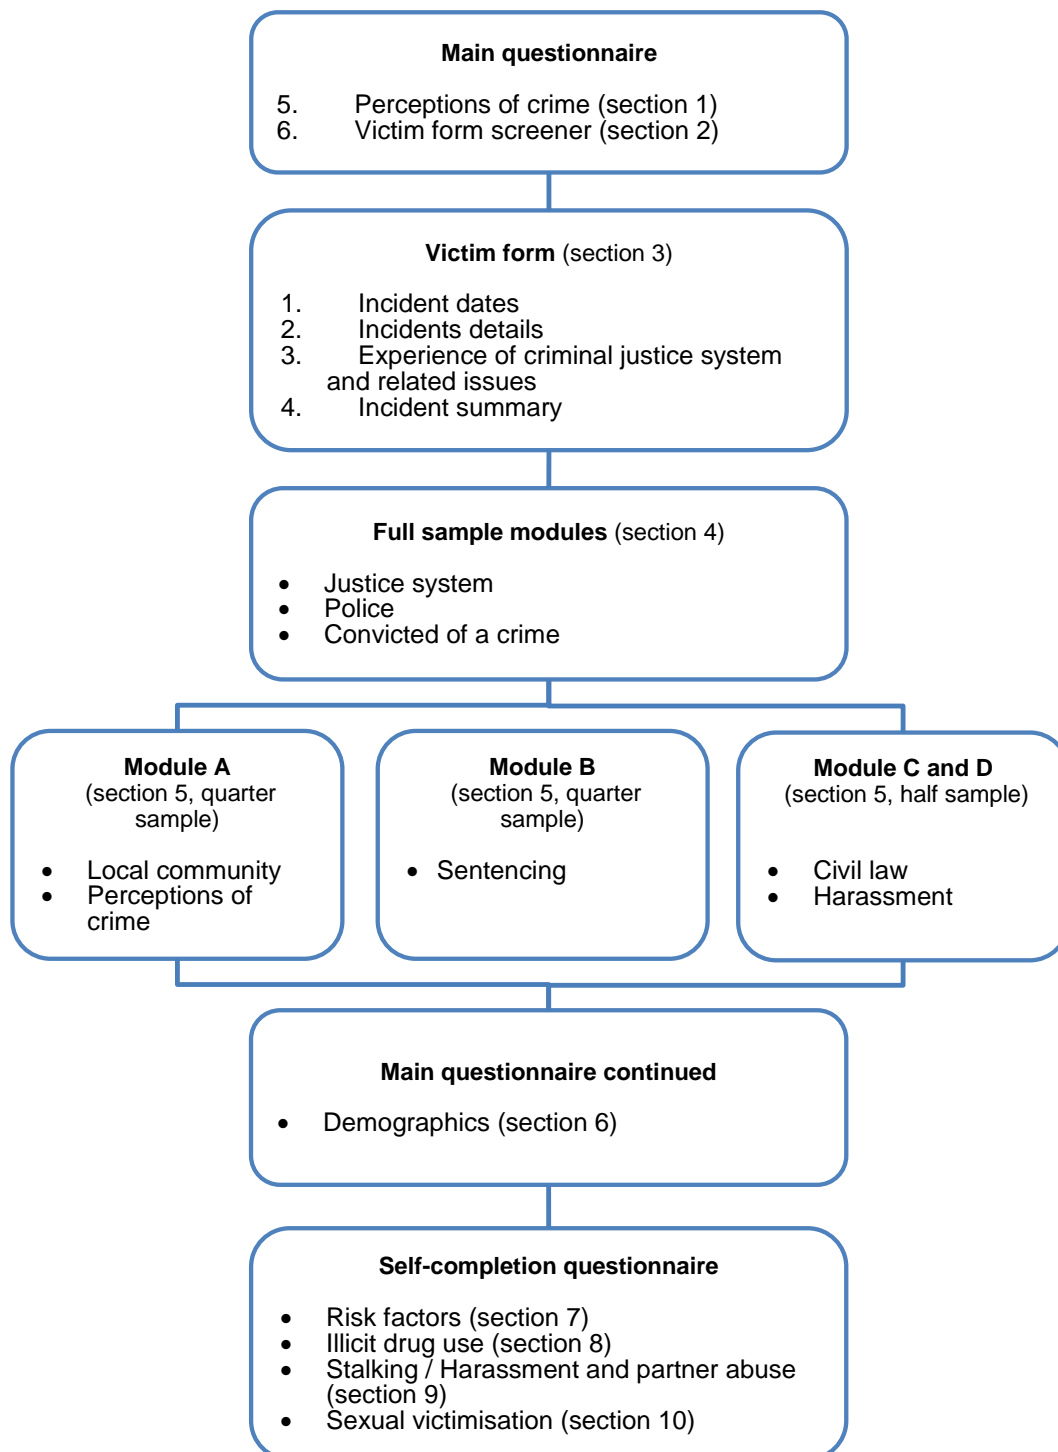 Main questionnaire
5. Perceptions of crime (section 1)
6. Victim form screener (section 2)
Victim form (section 3)
1. Incident dates
2. Incidents details
3. Experience of criminal justice system
and related issues
4. Incident summary
Full sample modules (section 4)
• Justice system
• Police
• Convicted of a crime
Module A
(section 5, quarter
sample)
• Local community
• Perceptions of
crime
Module B
(section 5, quarter
sample)
• Sentencing
Module C and D
(section 5, half sample)
• Civil law
• Harassment
Main questionnaire continued
• Demographics (section 6)
Self-completion questionnaire
• Risk factors (section 7)
• Illicit drug use (section 8)
• Stalking / Harassment and partner abuse
(section 9)
• Sexual victimisation (section 10)